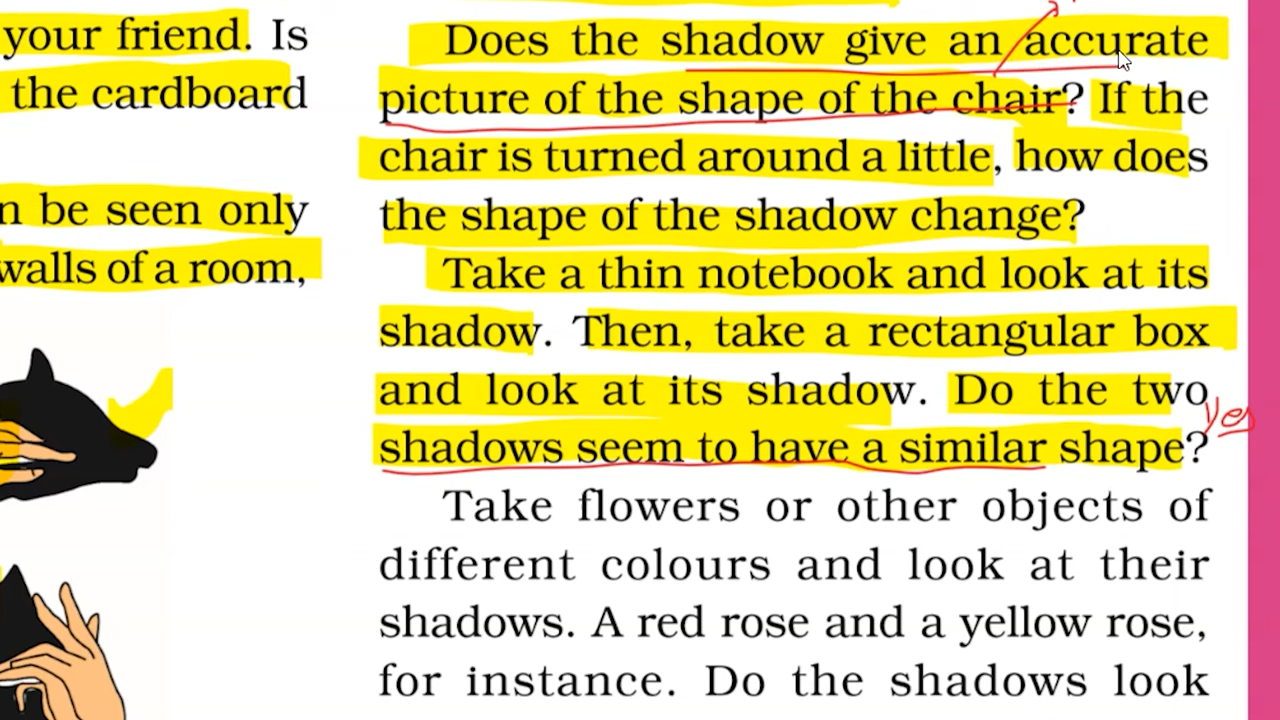 your friend. Is
the cardboard
n be seen only
walls of a room,
Does the shadow give an accurate
picture of the shape of the chair? If the
chair is turned around a little, how does
the shape of the shadow change?
Take a thin notebook and look at its
shadow. Then, take a rectangular box
and look at its shadow. Do the two
shadows seem to have a similar shape?
yes
Take flowers or other objects of
different colours and look at their
shadows. A red rose and a yellow rose,
for instance. Do the shadows look